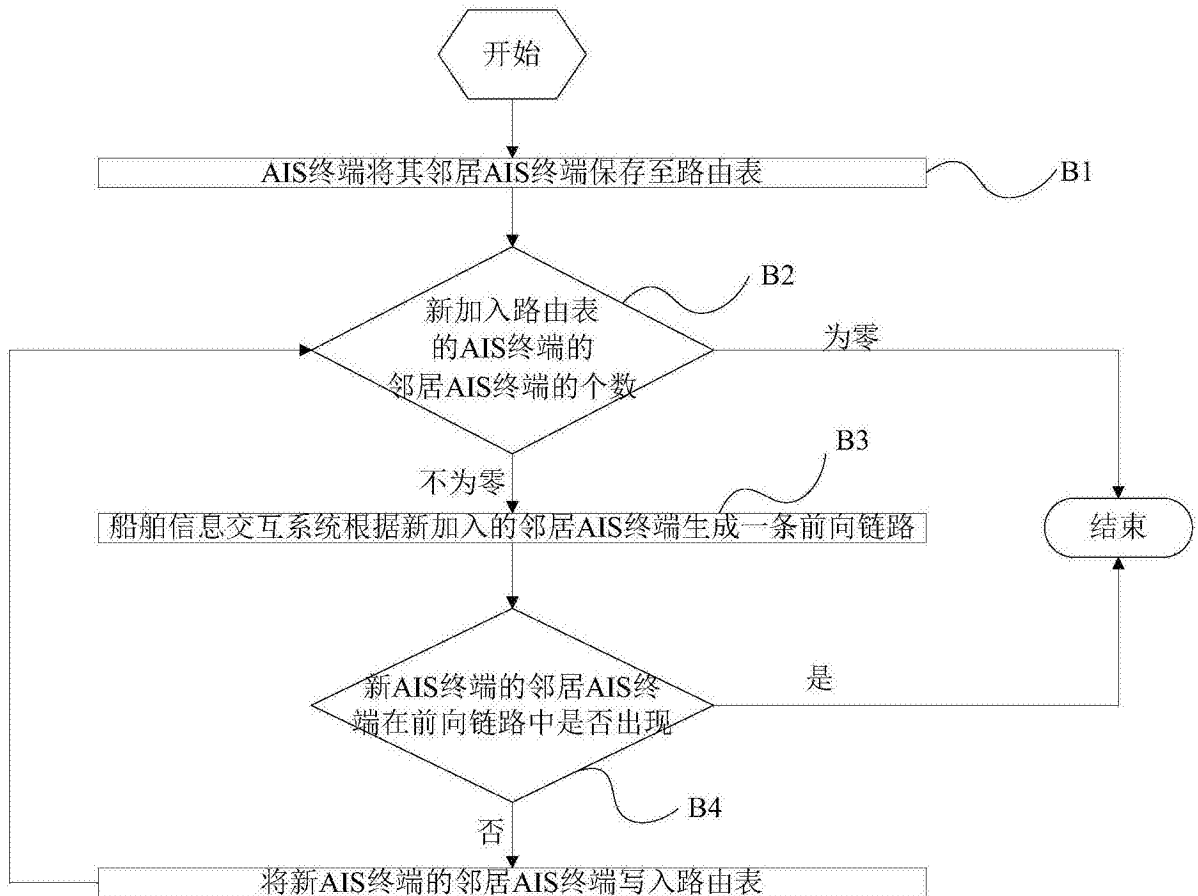 开始
AIS终端将其邻居AIS终端保存至路由表
B1
B2
新加入路由表
的AIS终端的
邻居AIS终端的个数
为零
不为零
B3
船舶信息交互系统根据新加入的邻居AIS终端生成一条前向链路
结束
新AIS终端的邻居AIS终
端在前向链路中是否出现
是
B4
否
将新AIS终端的邻居AIS终端写入路由表